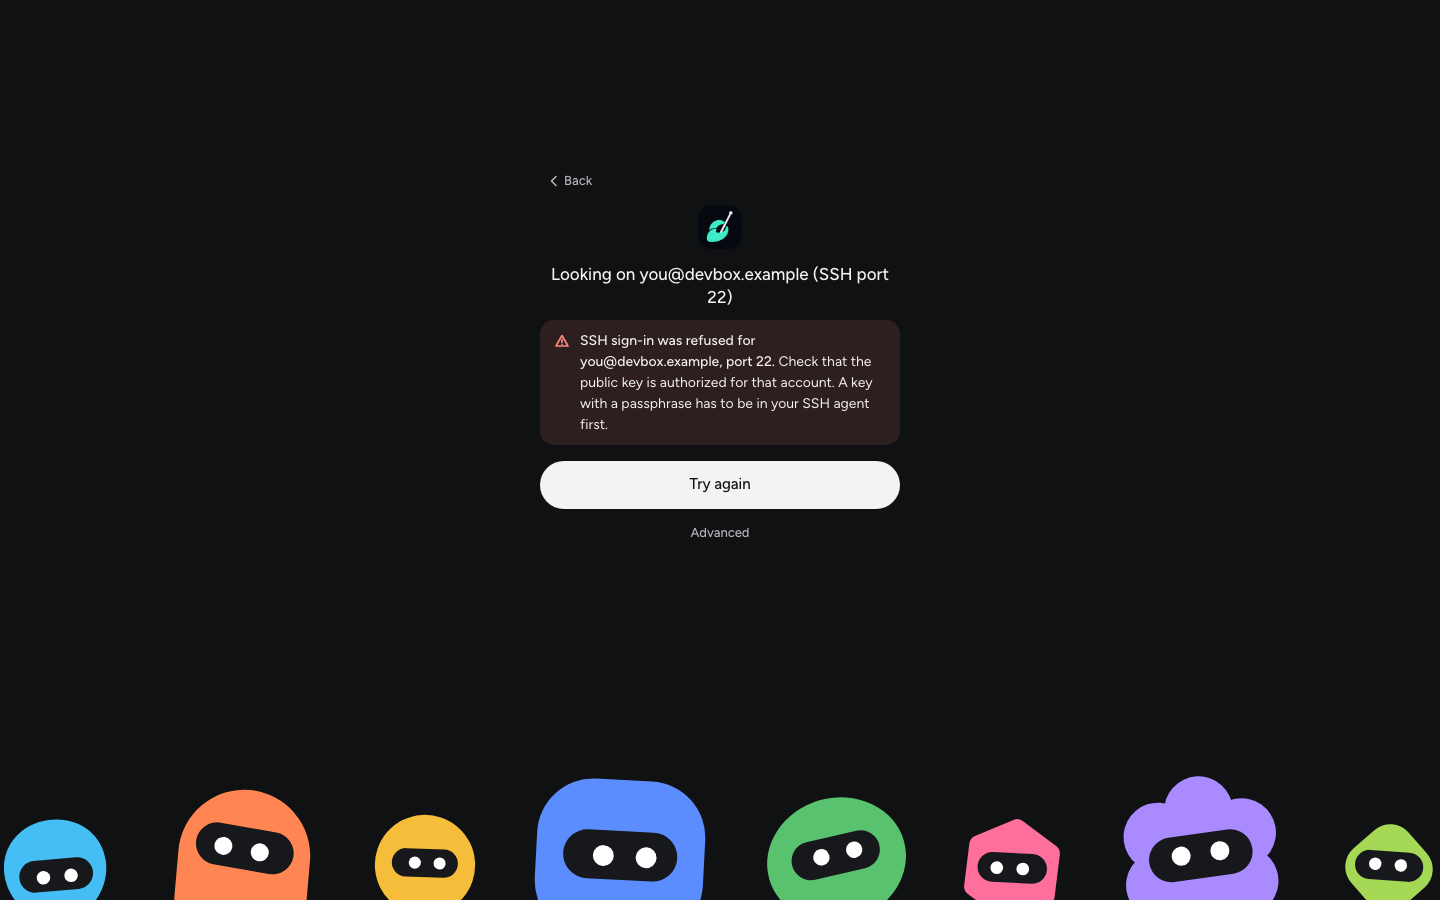 Back
Looking on you@devbox.example (SSH port
22)
SSH sign-in was refused for
you@devbox.example, port 22. Check that the
public key is authorized for that account. A key
with a passphrase has to be in your SSH agent
first.
Try again
Advanced